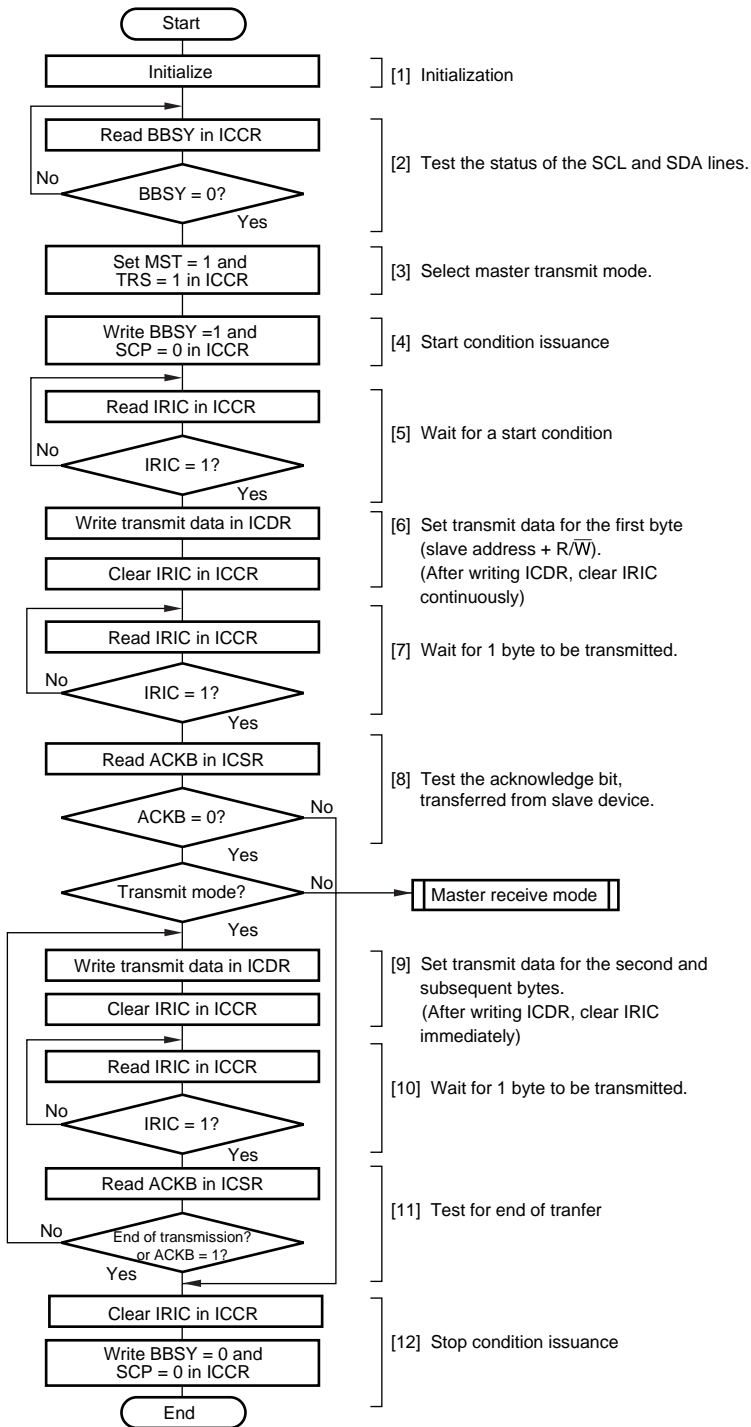 Start
Initialize
[1] Initialization
Read BBSY in ICCR
[2] Test the status of the SCL and SDA lines.
No
BBSY = 0?
Yes
Set MST = 1 and
TRS = 1 in ICCR
[3] Select master transmit mode.
Write BBSY =1 and
SCP = 0 in ICCR
[4] Start condition issuance
Read IRIC in ICCR
[5] Wait for a start condition
No
IRIC = 1?
Yes
Write transmit data in ICDR
[6] Set transmit data for the first byte
(slave address + R/W̅).
(After writing ICDR, clear IRIC
continuously)
Clear IRIC in ICCR
Read IRIC in ICCR
[7] Wait for 1 byte to be transmitted.
No
IRIC = 1?
Yes
Read ACKB in ICSR
[8] Test the acknowledge bit,
transferred from slave device.
No
ACKB = 0?
Yes
Transmit mode?
No
Master receive mode
Yes
Write transmit data in ICDR
[9] Set transmit data for the second and
subsequent bytes.
(After writing ICDR, clear IRIC
immediately)
Clear IRIC in ICCR
Read IRIC in ICCR
[10] Wait for 1 byte to be transmitted.
No
IRIC = 1?
Yes
Read ACKB in ICSR
[11] Test for end of tranfer
No
End of transmission?
or ACKB = 1?
Yes
Clear IRIC in ICCR
[12] Stop condition issuance
Write BBSY = 0 and
SCP = 0 in ICCR
End